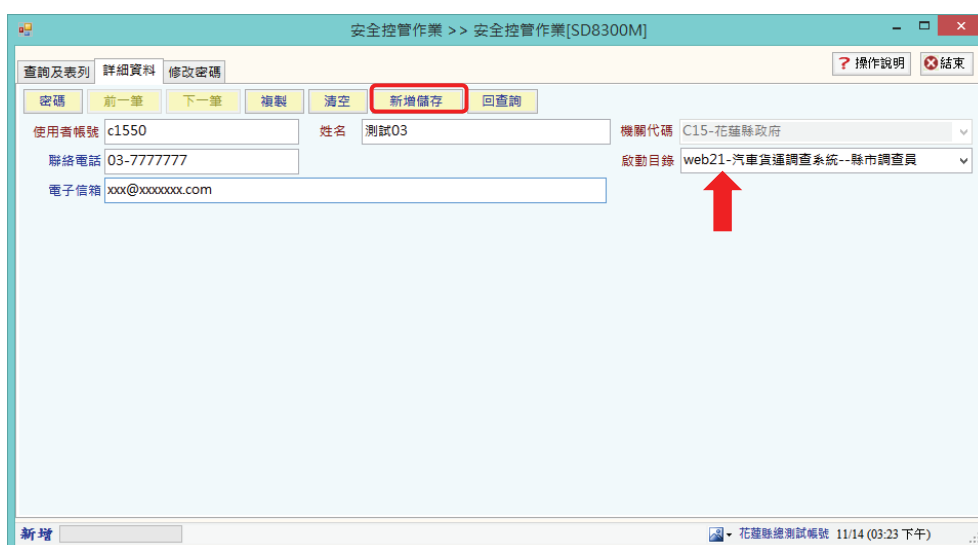 安全控管作業 >> 安全控管作業[SD8300M]
查詢及表列 詳細資料 修改密碼 ? 操作說明 結束
密碼 前一筆 下一筆 複製 清空 新增儲存 回查詢
使用者帳號 c1550 姓名 測試03 機關代碼 C15-花蓮縣政府
聯絡電話 03-7777777 啟動目錄 web21-汽車貨運調查系統--縣市調查員
電子信箱 xxx@xxxxxxx.com
新增 花蓮縣總測試帳號 11/14 (03:23 下午)